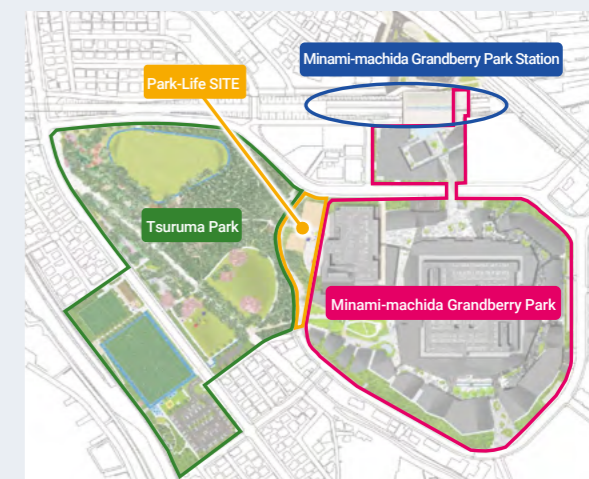 Minami-machida Grandberry Park Station
Park-Life SITE
Tsuruma Park
Minami-machida Grandberry Park